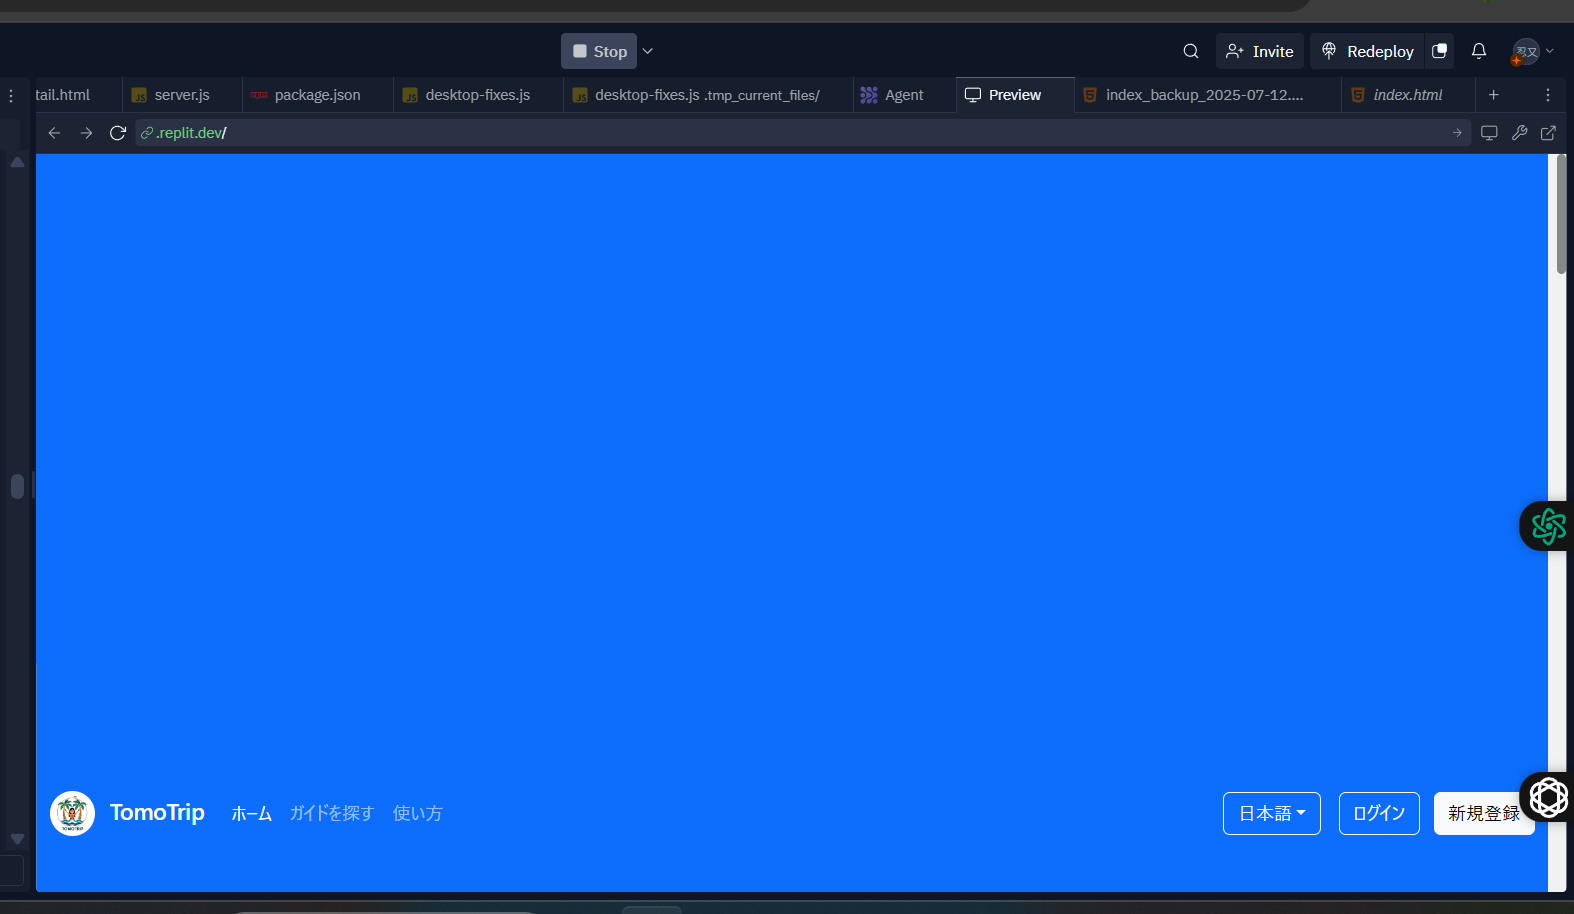 Stop
Invite
Redeploy
tail.html
server.js
package.json
desktop-fixes.js
desktop-fixes.js .tmp_current_files/
Agent
Preview
index_backup_2025-07-12....
index.html
.replit.dev/
TOMOTRIP
TomoTrip
ホーム
ガイドを探す
使い方
日本語
ログイン
新規登録